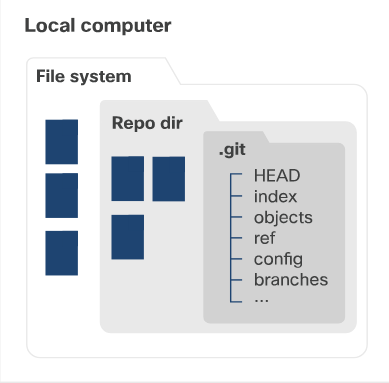 Local computer
File system
Repo dir
.git
HEAD
index
objects
ref
config
branches
...